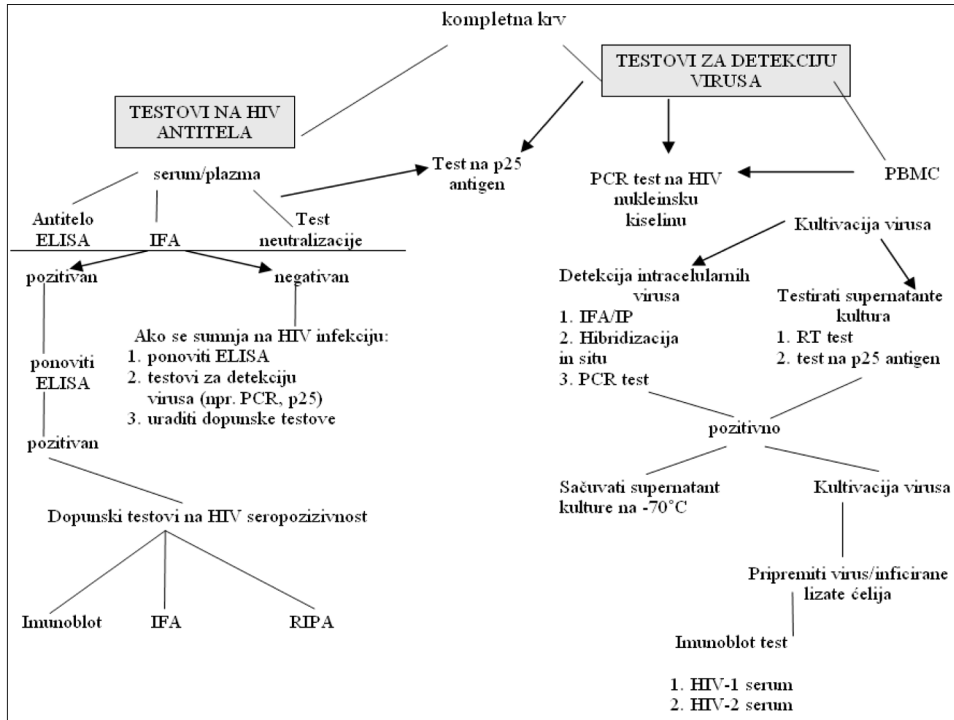 kompletna krv
TESTOVI ZA DETEKCIJU
VIRUSA
TESTOVI NA HIV
ANTITELA
serum/plazma
Test na p25
antigen
PCR test na HIV
nukleinsku
kiselinu
PBMC
Antitelo
ELISA
IFA
Test
neutralizacije
Kultivacija virusa
pozitivan
negativan
Detekcija intracelularnih
virusa
1. IFA/IP
2. Hibridizacija
in situ
3. PCR test
Testirati supernatante
kultura
1. RT test
2. test na p25 antigen
Ako se sumnja na HIV infekciju:
1. ponoviti ELISA
2. testovi za detekciju
virusa (npr. PCR, p25)
3. uraditi dopunske testove
ponoviti
ELISA
pozitivan
pozitivno
Sačuvati supernatant
kulture na -70°C
Kultivacija virusa
Dopunski testovi na HIV seropozizivnost
Pripremiti virus/inficirane
lizate ćelija
Imunoblot
IFA
RIPA
Imunoblot test
1. HIV-1 serum
2. HIV-2 serum